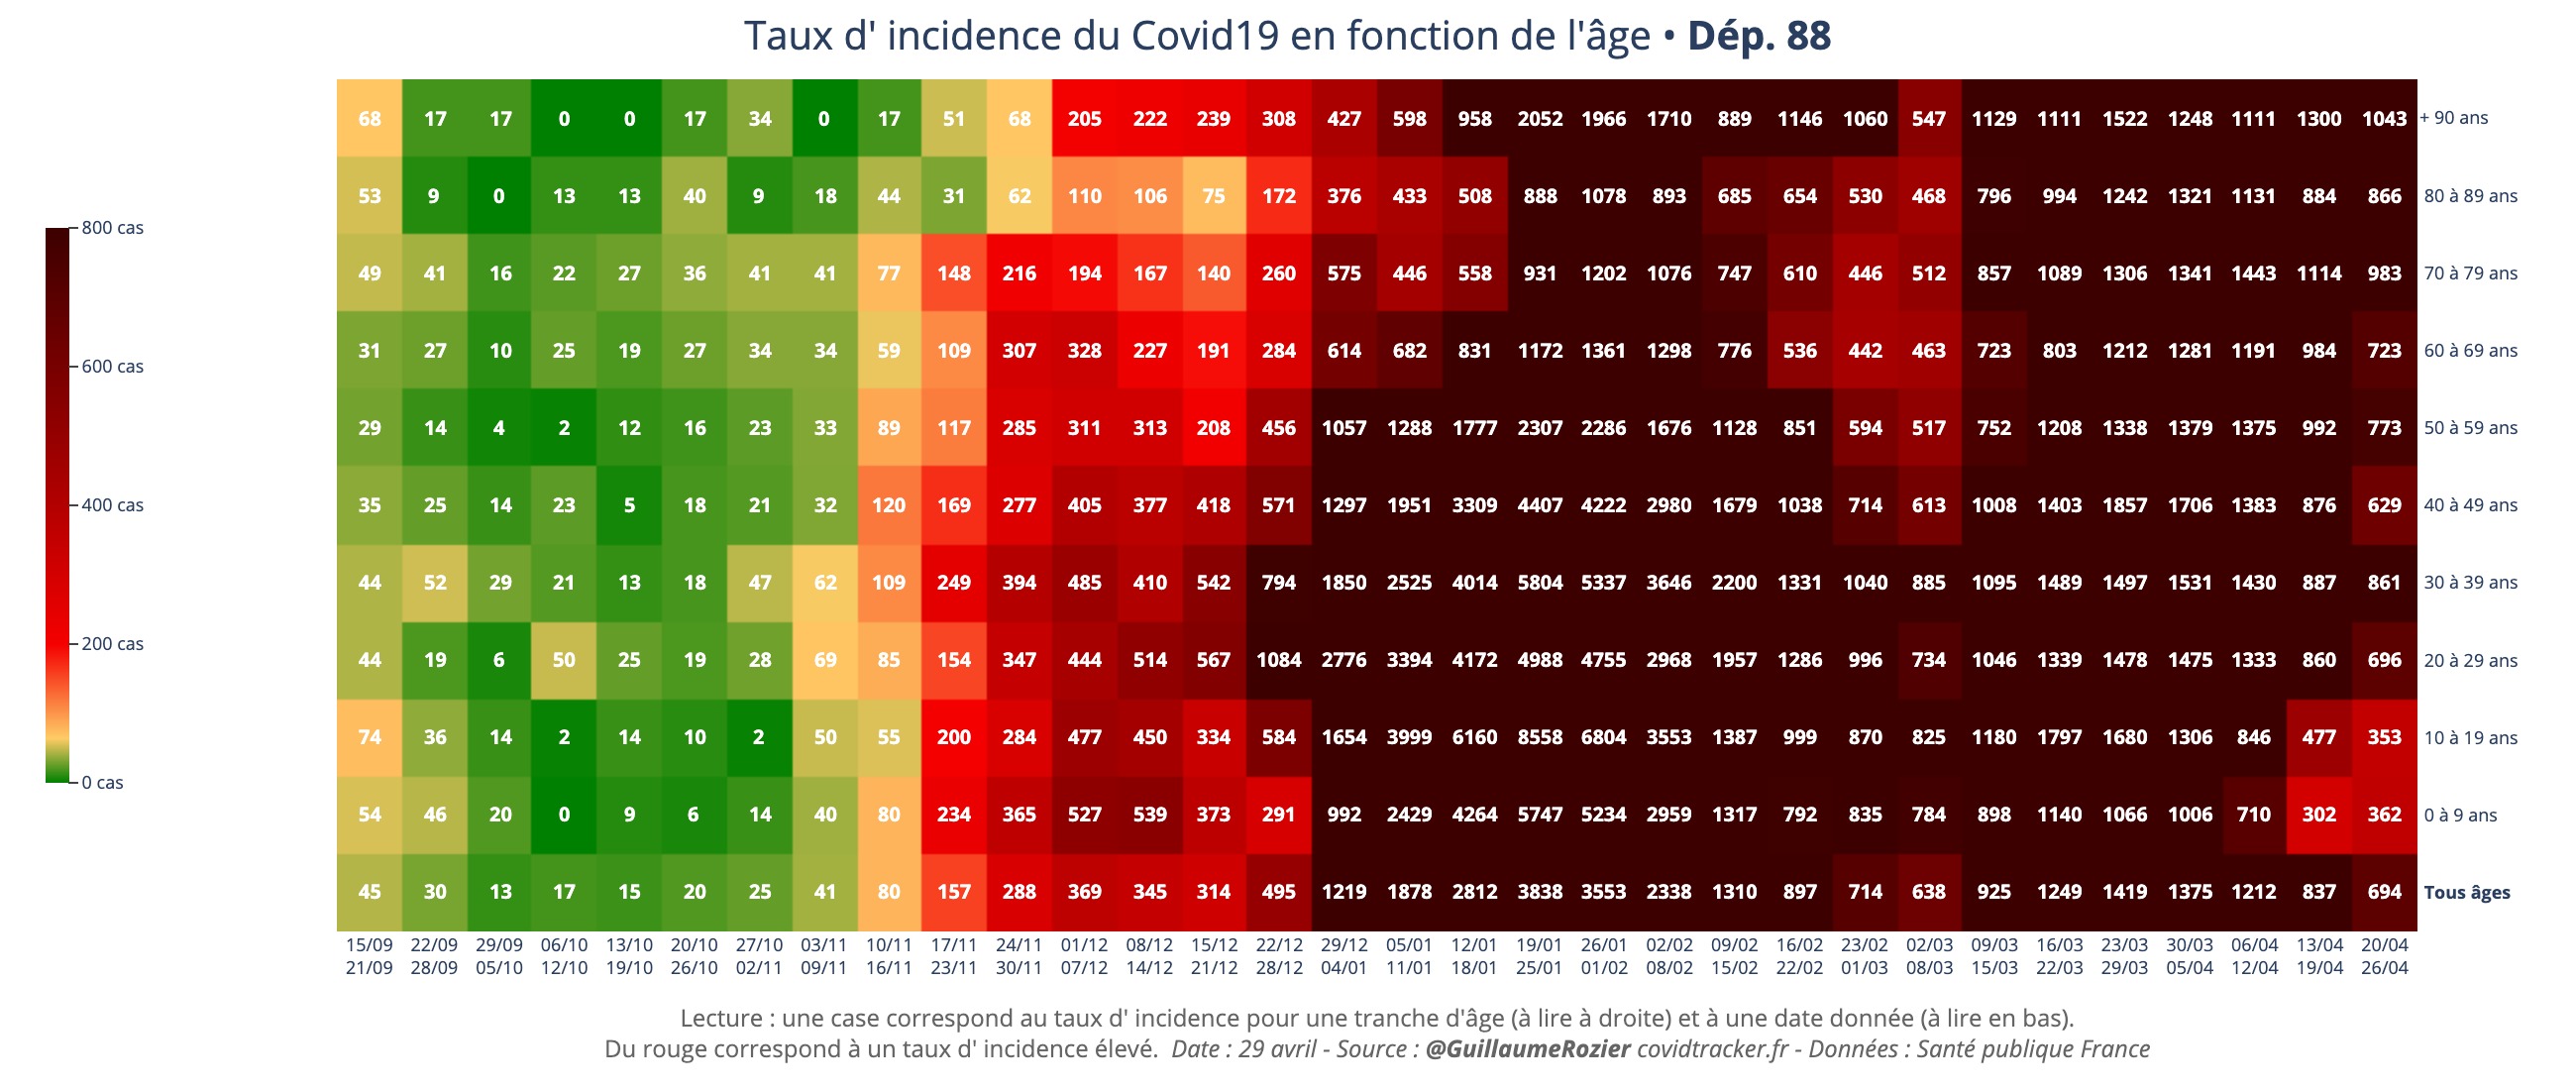 Taux d' incidence du Covid19 en fonction de l'âge • Dép. 88
800 cas
600 cas
400 cas
200 cas
0 cas
68 17 17 0 0 17 34 0 17 51 68 205 222 239 308 427 598 958 2052 1966 1710 889 1146 1060 547 1129 1111 1522 1248 1111 1300 1043 + 90 ans
53 9 0 13 13 40 9 18 44 31 62 110 106 75 172 376 433 508 888 1078 893 685 654 530 468 796 994 1242 1321 1131 884 866 80 à 89 ans
49 41 16 22 27 36 41 41 77 148 216 194 167 140 260 575 446 558 931 1202 1076 747 610 446 512 857 1089 1306 1341 1443 1114 983 70 à 79 ans
31 27 10 25 19 27 34 34 59 109 307 328 227 191 284 614 682 831 1172 1361 1298 776 536 442 463 723 803 1212 1281 1191 984 723 60 à 69 ans
29 14 4 2 12 16 23 33 89 117 285 311 313 208 456 1057 1288 1777 2307 2286 1676 1128 851 594 517 752 1208 1338 1379 1375 992 773 50 à 59 ans
35 25 14 23 5 18 21 32 120 169 277 405 377 418 571 1297 1951 3309 4407 4222 2980 1679 1038 714 613 1008 1403 1857 1706 1383 876 629 40 à 49 ans
44 52 29 21 13 18 47 62 109 249 394 485 410 542 794 1850 2525 4014 5804 5337 3646 2200 1331 1040 885 1095 1489 1497 1531 1430 887 861 30 à 39 ans
44 19 6 50 25 19 28 69 85 154 347 444 514 567 1084 2776 3394 4172 4988 4755 2968 1957 1286 996 734 1046 1339 1478 1475 1333 860 696 20 à 29 ans
74 36 14 2 14 10 2 50 55 200 284 477 450 334 584 1654 3999 6160 8558 6804 3553 1387 999 870 825 1180 1797 1680 1306 846 477 353 10 à 19 ans
54 46 20 0 9 6 14 40 80 234 365 527 539 373 291 992 2429 4264 5747 5234 2959 1317 792 835 784 898 1140 1066 1006 710 302 362 0 à 9 ans
45 30 13 17 15 20 25 41 80 157 288 369 345 314 495 1219 1878 2812 3838 3553 2338 1310 897 714 638 925 1249 1419 1375 1212 837 694 Tous âges
15/09 22/09 29/09 06/10 13/10 20/10 27/10 03/11 10/11 17/11 24/11 01/12 08/12 15/12 22/12 29/12 05/01 12/01 19/01 26/01 02/02 09/02 16/02 23/02 02/03 09/03 16/03 23/03 30/03 06/04 13/04 20/04
21/09 28/09 05/10 12/10 19/10 26/10 02/11 09/11 16/11 23/11 30/11 07/12 14/12 21/12 28/12 04/01 11/01 18/01 25/01 01/02 08/02 15/02 22/02 01/03 08/03 15/03 22/03 29/03 05/04 12/04 19/04 26/04
Lecture : une case correspond au taux d' incidence pour une tranche d'âge (à lire à droite) et à une date donnée (à lire en bas).
Du rouge correspond à un taux d' incidence élevé. Date : 29 avril - Source : @GuillaumeRozier covidtracker.fr - Données : Santé publique France